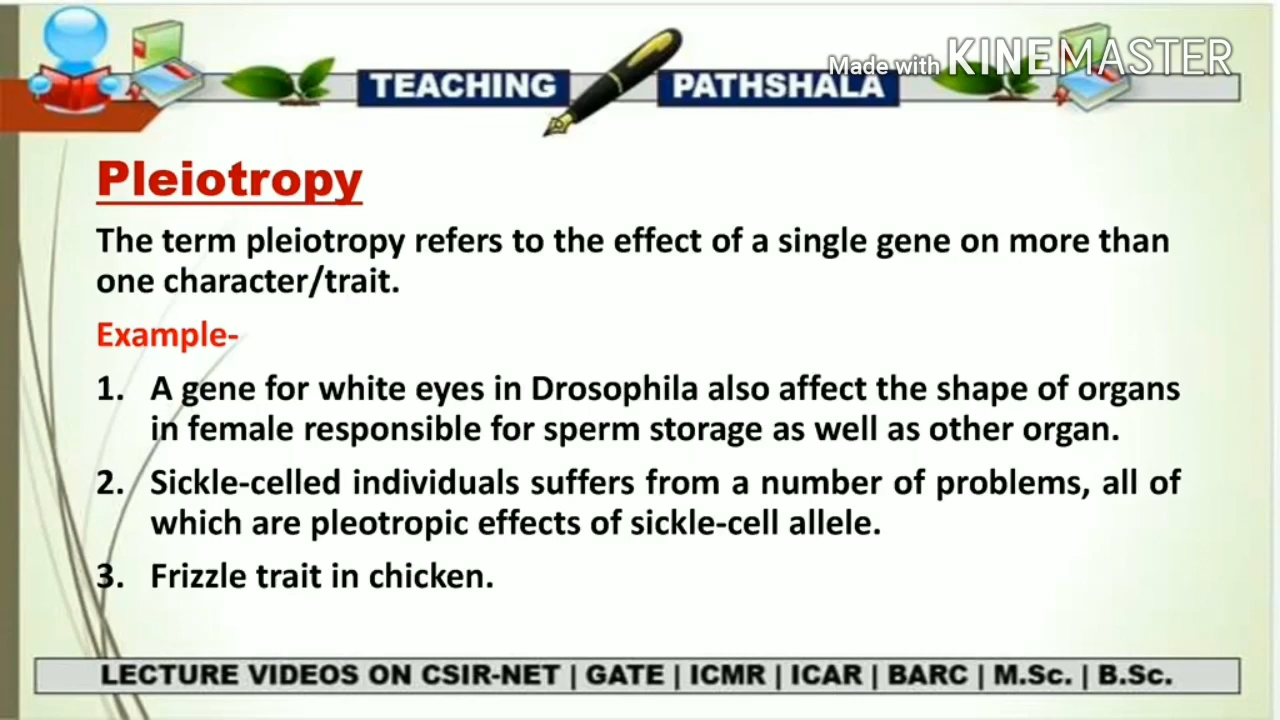 TEACHING PATHSHALA
Made with KINEMASTER
Pleiotropy
The term pleiotropy refers to the effect of a single gene on more than
one character/trait.
Example-
1. A gene for white eyes in Drosophila also affect the shape of organs
in female responsible for sperm storage as well as other organ.
2. Sickle-celled individuals suffers from a number of problems, all of
which are pleotropic effects of sickle-cell allele.
3. Frizzle trait in chicken.
LECTURE VIDEOS ON CSIR-NET | GATE | ICMR | ICAR | BARC | M.Sc. | B.Sc.